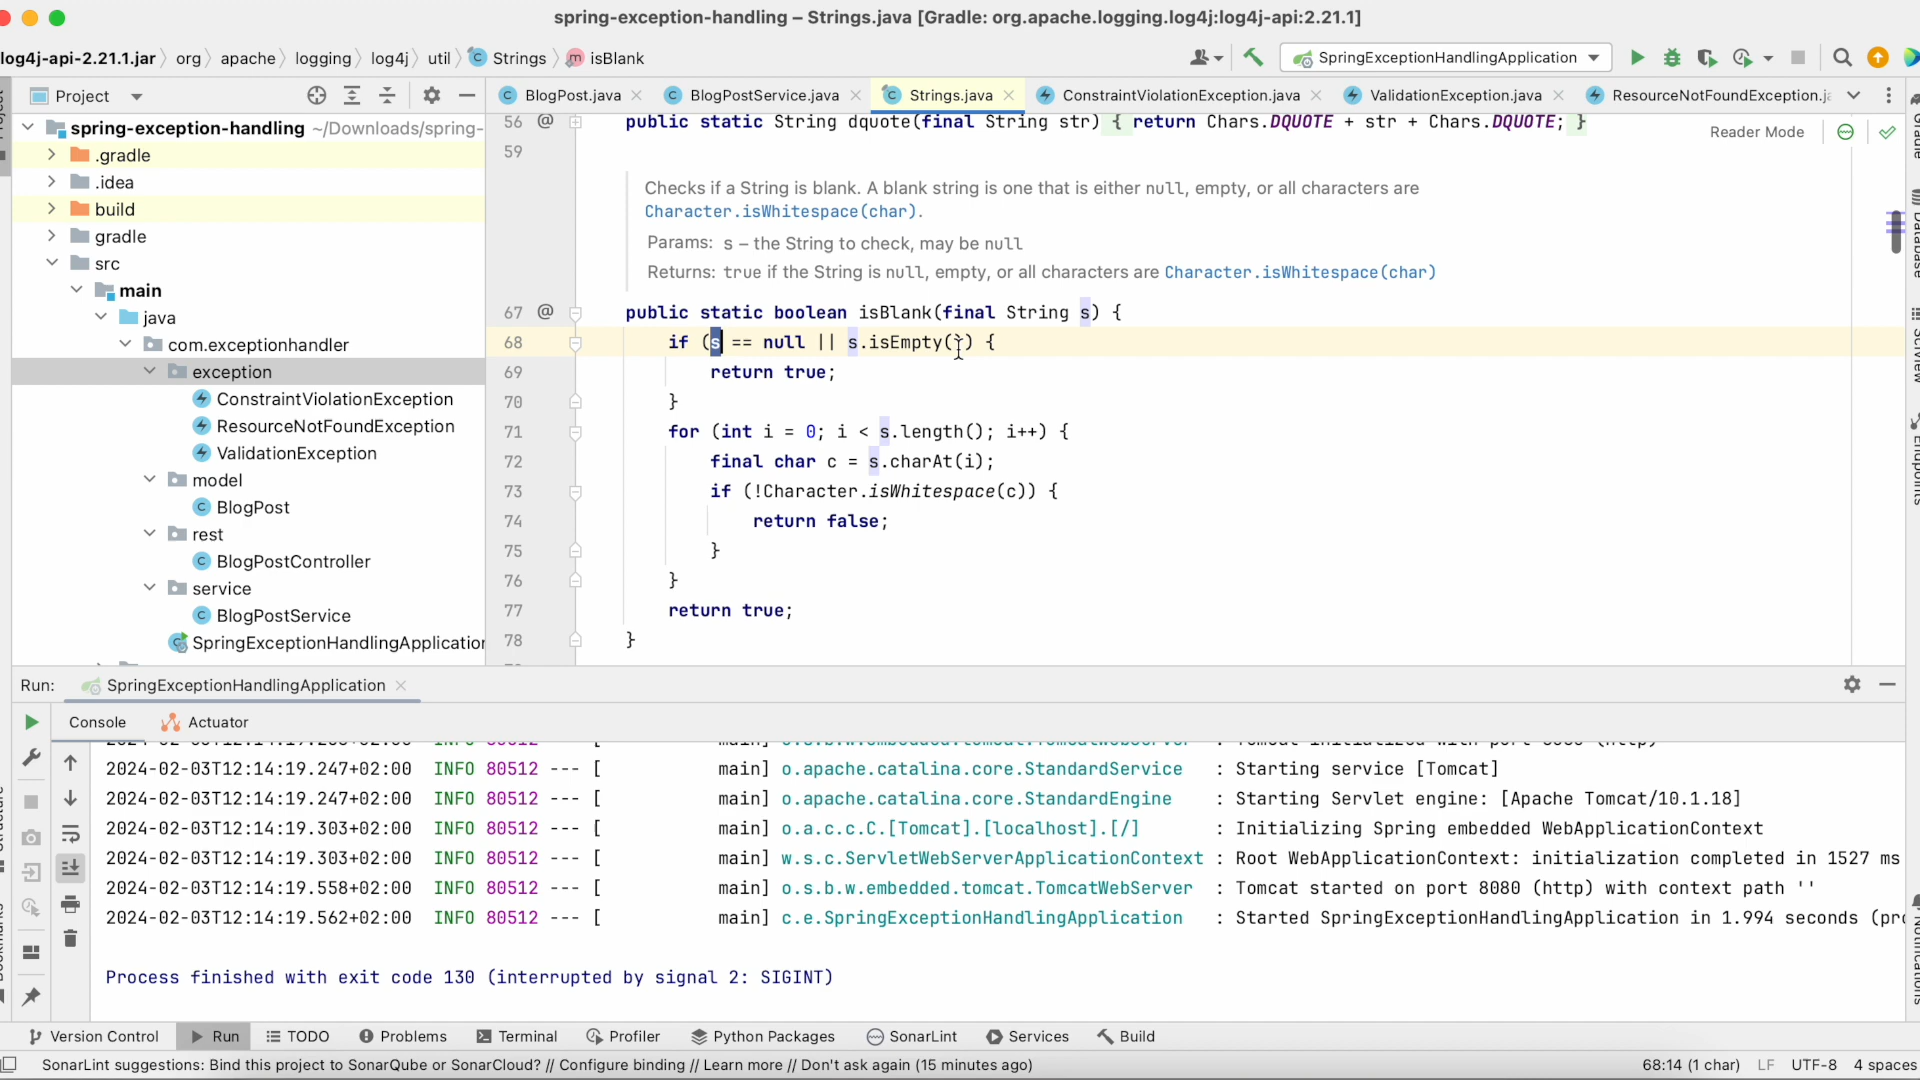 spring-exception-handling – Strings.java [Gradle: org.apache.logging.log4j:log4j-api:2.21.1]
log4j-api-2.21.1.jar org apache logging log4j util Strings isBlank
SpringExceptionHandlingApplication
Project
BlogPost.java BlogPostService.java Strings.java ConstraintViolationException.java ValidationException.java ResourceNotFoundException.ja
spring-exception-handling ~/Downloads/spring-
.gradle
.idea
build
gradle
src
main
java
com.exceptionhandler
exception
ConstraintViolationException
ResourceNotFoundException
ValidationException
model
BlogPost
rest
BlogPostController
service
BlogPostService
SpringExceptionHandlingApplication
56 @ public static String dquote(final String str) { return Chars.DQUOTE + str + Chars.DQUOTE; }
Reader Mode
59
Checks if a String is blank. A blank string is one that is either null, empty, or all characters are
Character.isWhitespace(char).
Params: s – the String to check, may be null
Returns: true if the String is null, empty, or all characters are Character.isWhitespace(char)
67 @ public static boolean isBlank(final String s) {
68 if (s == null || s.isEmpty()) {
69 return true;
70 }
71 for (int i = 0; i < s.length(); i++) {
72 final char c = s.charAt(i);
73 if (!Character.isWhitespace(c)) {
74 return false;
75 }
76 }
77 return true;
78 }
Gradle
Database
SciView
Endpoints
Notifications
Run: SpringExceptionHandlingApplication
Console Actuator
2024-02-03T12:14:19.247+02:00 INFO 80512 --- [ main] o.apache.catalina.core.StandardService : Starting service [Tomcat]
2024-02-03T12:14:19.247+02:00 INFO 80512 --- [ main] o.apache.catalina.core.StandardEngine : Starting Servlet engine: [Apache Tomcat/10.1.18]
2024-02-03T12:14:19.303+02:00 INFO 80512 --- [ main] o.a.c.c.C.[Tomcat].[localhost].[/] : Initializing Spring embedded WebApplicationContext
2024-02-03T12:14:19.303+02:00 INFO 80512 --- [ main] w.s.c.ServletWebServerApplicationContext : Root WebApplicationContext: initialization completed in 1527 ms
2024-02-03T12:14:19.558+02:00 INFO 80512 --- [ main] o.s.b.w.embedded.tomcat.TomcatWebServer : Tomcat started on port 8080 (http) with context path ''
2024-02-03T12:14:19.562+02:00 INFO 80512 --- [ main] c.e.SpringExceptionHandlingApplication : Started SpringExceptionHandlingApplication in 1.994 seconds (pro
Process finished with exit code 130 (interrupted by signal 2: SIGINT)
Version Control Run TODO Problems Terminal Profiler Python Packages SonarLint Services Build
SonarLint suggestions: Bind this project to SonarQube or SonarCloud? // Configure binding // Learn more // Don't ask again (15 minutes ago)
68:14 (1 char) LF UTF-8 4 spaces